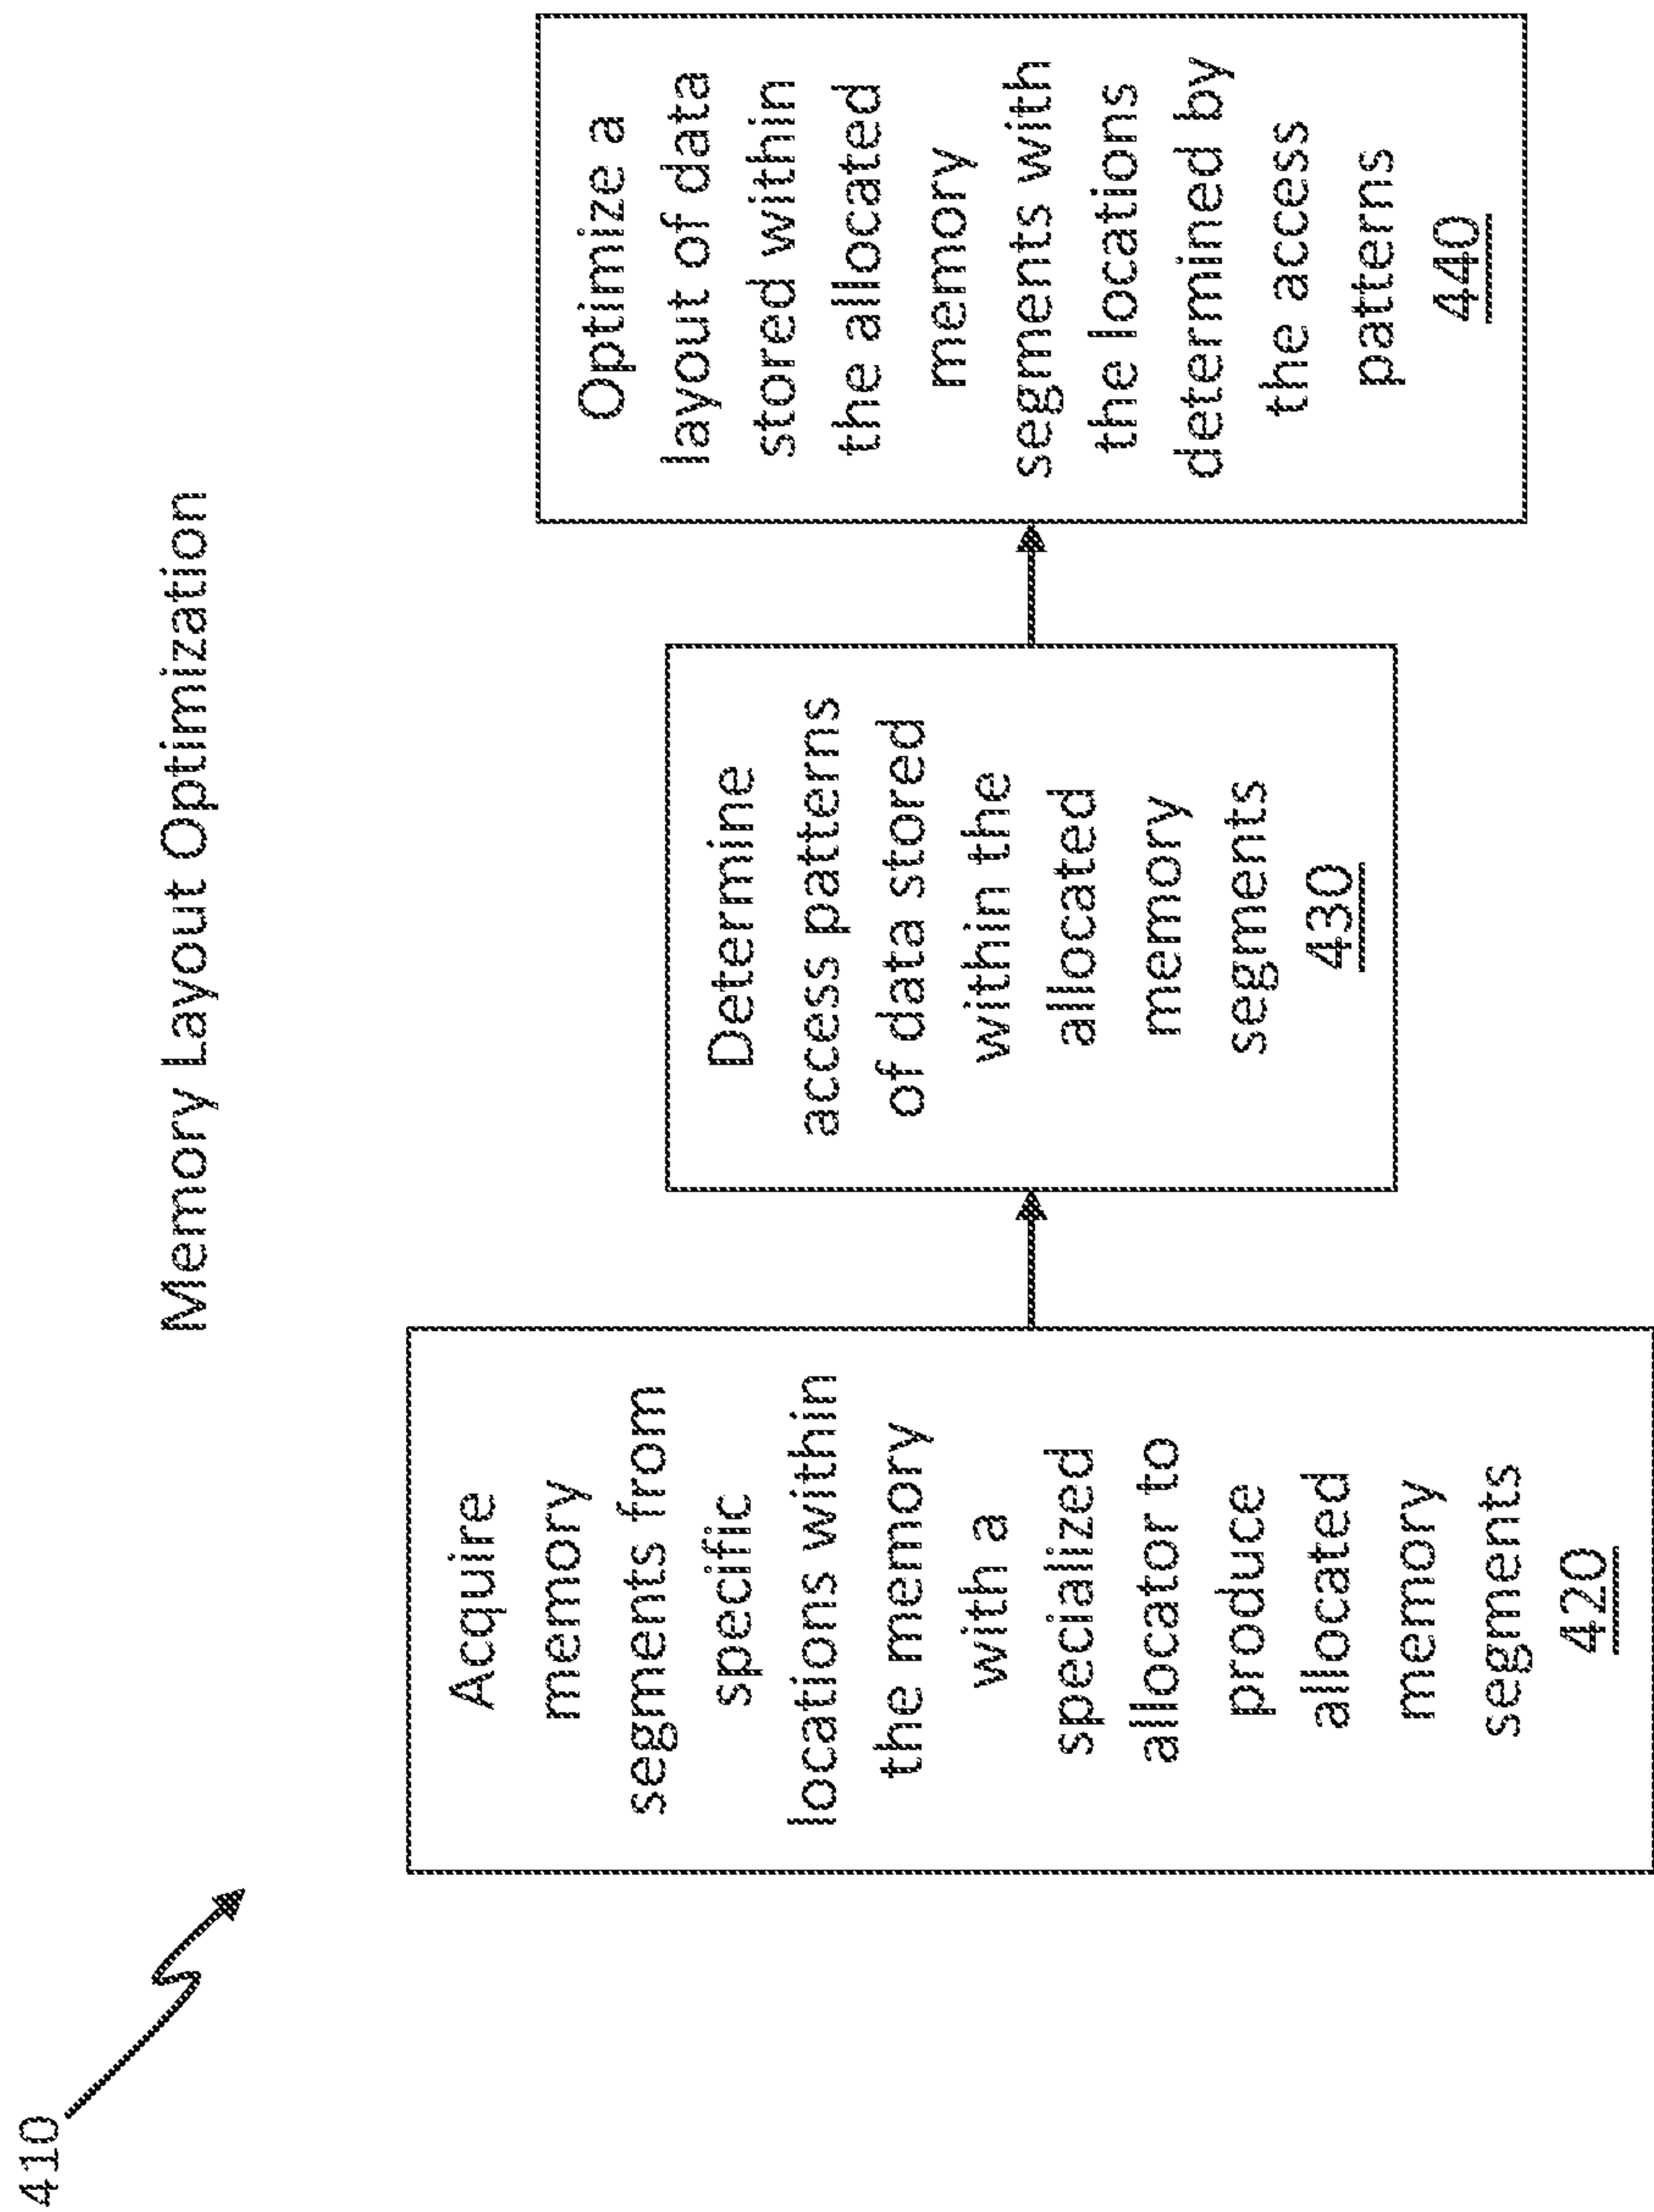 410
Memory Layout Optimization
Acquire
memory
segments from
specific
locations within
the memory
with a
specialized
allocator to
produce
allocated
memory
segments
420
Determine
access patterns
of data stored
within the
allocated
memory
segments
430
Optimize a
layout of data
stored within
the allocated
memory
segments with
the locations
determined by
the access
patterns
440